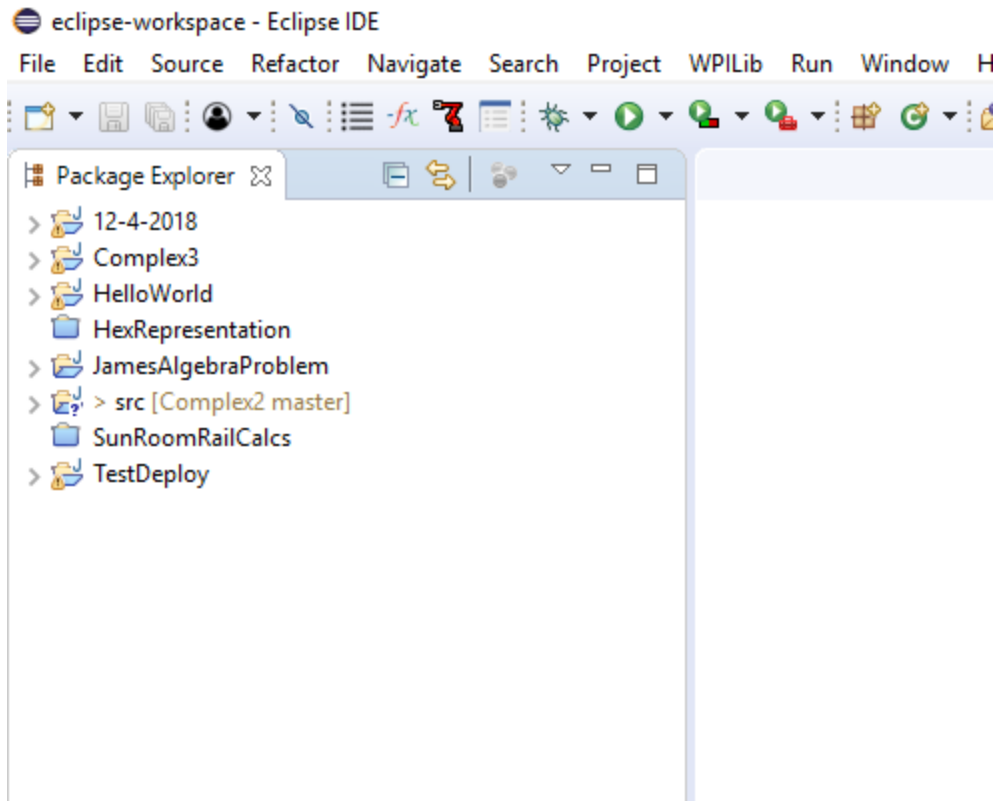 eclipse-workspace - Eclipse IDE
File Edit Source Refactor Navigate Search Project WPILib Run Window H
Package Explorer
12-4-2018
Complex3
HelloWorld
HexRepresentation
JamesAlgebraProblem
> src [Complex2 master]
SunRoomRailCalcs
TestDeploy